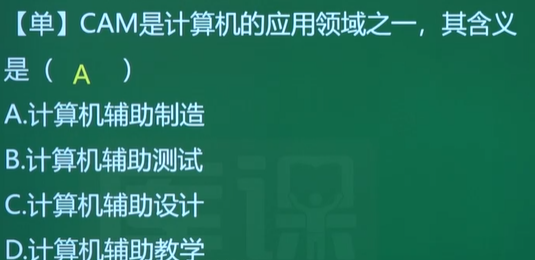 【单】CAM是计算机的应用领域之一，其含义
是（ A ）
A.计算机辅助制造
B.计算机辅助测试
C.计算机辅助设计
D.计算机辅助教学
库课